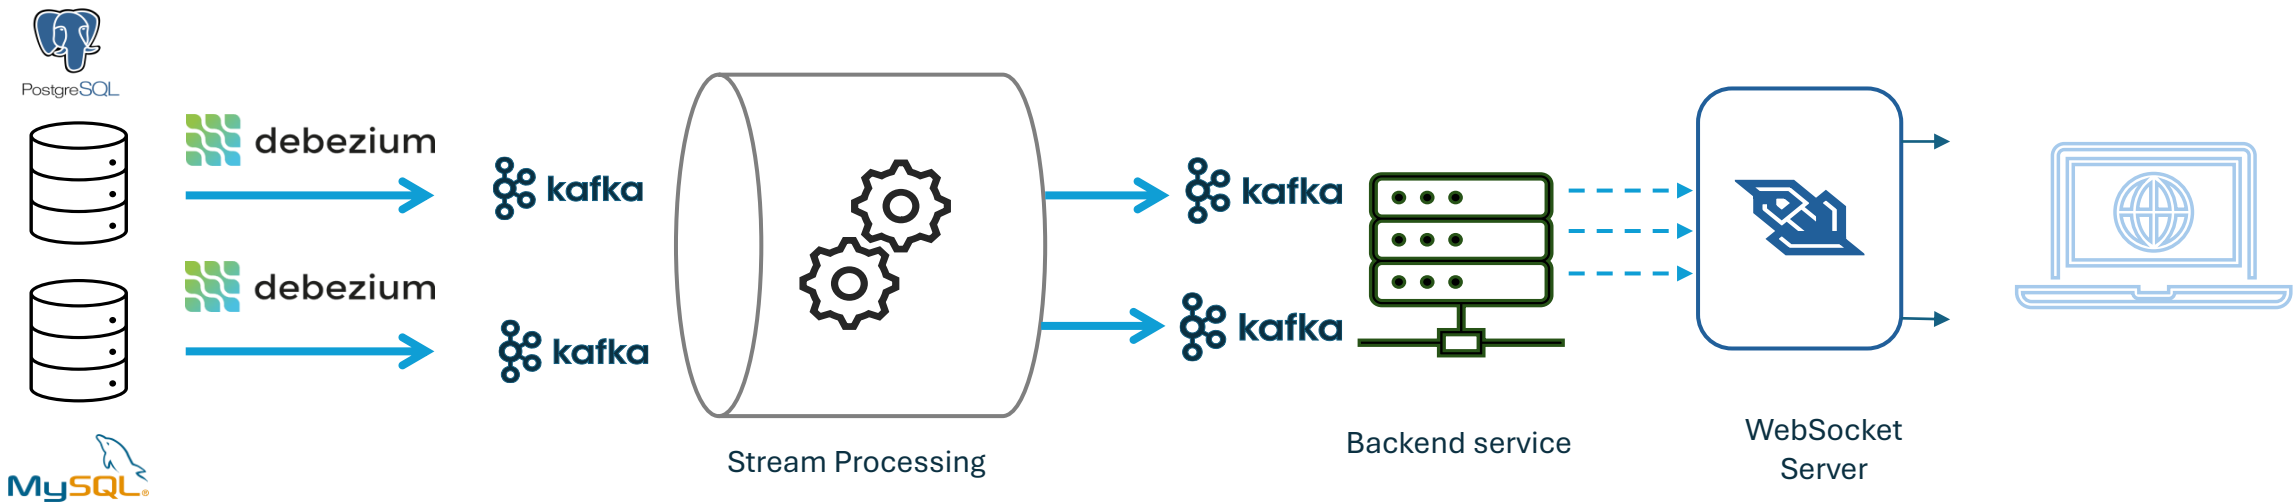 PostgreSQL
debezium
kafka
kafka
debezium
kafka
kafka
Stream Processing
Backend service
WebSocket
Server
MySQL®